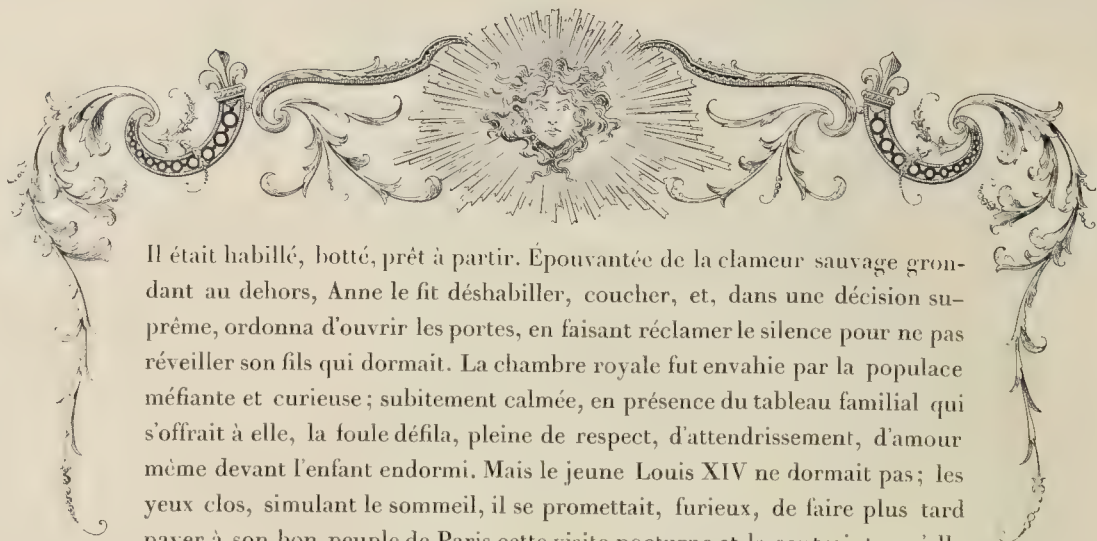 Il était habillé, botté, prêt à partir. Épouvantée de la clameur sauvage gron-
dant au dehors, Anne le fit déshabiller, coucher, et, dans une décision su-
prême, ordonna d'ouvrir les portes, en faisant réclamer le silence pour ne pas
réveiller son fils qui dormait. La chambre royale fut envahie par la populace
méfiante et curieuse ; subitement calmée, en présence du tableau familial qui
s'offrait à elle, la foule défila, pleine de respect, d'attendrissement, d'amour
même devant l'enfant endormi. Mais le jeune Louis XIV ne dormait pas ; les
yeux clos, simulant le sommeil, il se promettait, furieux, de faire plus tard
payer à son bon peuple de Paris cette visite nocturne et la